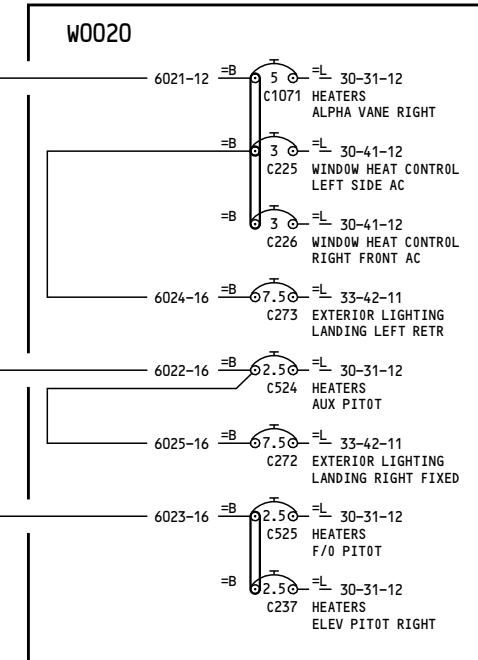 W0020
6021-12 =B 5 =L 30-31-12
C1071 HEATERS
ALPHA VANE RIGHT
=B 3 =L 30-41-12
C225 WINDOW HEAT CONTROL
LEFT SIDE AC
=B 3 =L 30-41-12
C226 WINDOW HEAT CONTROL
RIGHT FRONT AC
6024-16 =B 7.5 =L 33-42-11
C273 EXTERIOR LIGHTING
LANDING LEFT RETR
6022-16 =B 2.5 =L 30-31-12
C524 HEATERS
AUX PITOT
6025-16 =B 7.5 =L 33-42-11
C272 EXTERIOR LIGHTING
LANDING RIGHT FIXED
6023-16 =B 2.5 =L 30-31-12
C525 HEATERS
F/O PITOT
=B 2.5 =L 30-31-12
C237 HEATERS
ELEV PITOT RIGHT